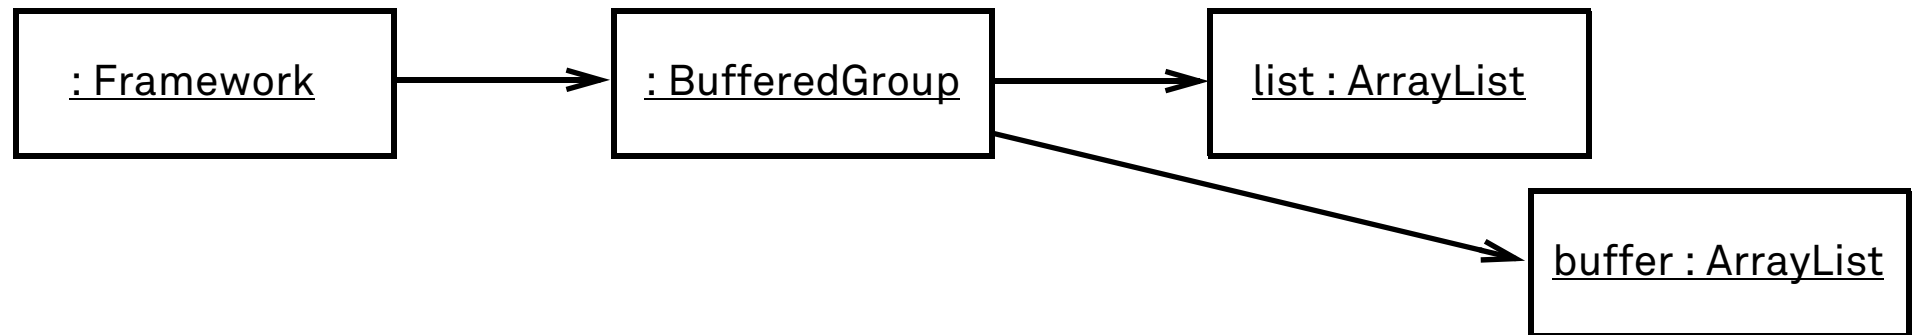 : Framework
: BufferedGroup
list : ArrayList
buffer : ArrayList